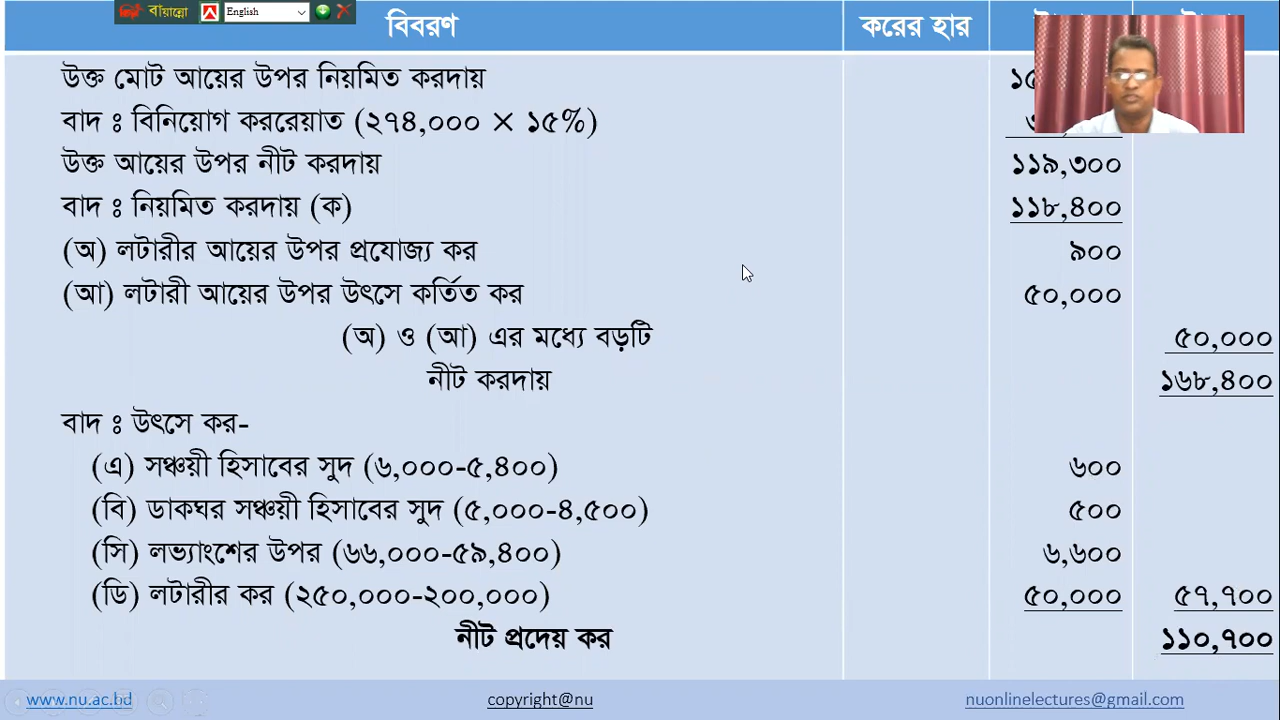 বায়ান্নো English
বিবরণ করের হার
উক্ত মোট আয়ের উপর নিয়মিত করদায়
বাদ ঃ বিনিয়োগ কররেয়াত (২৭৪,০০০ × ১৫%)
উক্ত আয়ের উপর নীট করদায় ১১৯,৩০০
বাদ ঃ নিয়মিত করদায় (ক) ১১৮,৪০০
(অ) লটারীর আয়ের উপর প্রযোজ্য কর ৯০০
(আ) লটারী আয়ের উপর উৎসে কর্তিত কর ৫০,০০০
(অ) ও (আ) এর মধ্যে বড়টি ৫০,০০০
নীট করদায় ১৬৮,৪০০
বাদ ঃ উৎসে কর-
(এ) সঞ্চয়ী হিসাবের সুদ (৬,০০০-৫,৪০০) ৬০০
(বি) ডাকঘর সঞ্চয়ী হিসাবের সুদ (৫,০০০-৪,৫০০) ৫০০
(সি) লভ্যাংশের উপর (৬৬,০০০-৫৯,৪০০) ৬,৬০০
(ডি) লটারীর কর (২৫০,০০০-২০০,০০০) ৫০,০০০ ৫৭,৭০০
নীট প্রদেয় কর ১১০,৭০০
www.nu.ac.bd copyright@nu nuonlinelectures@gmail.com